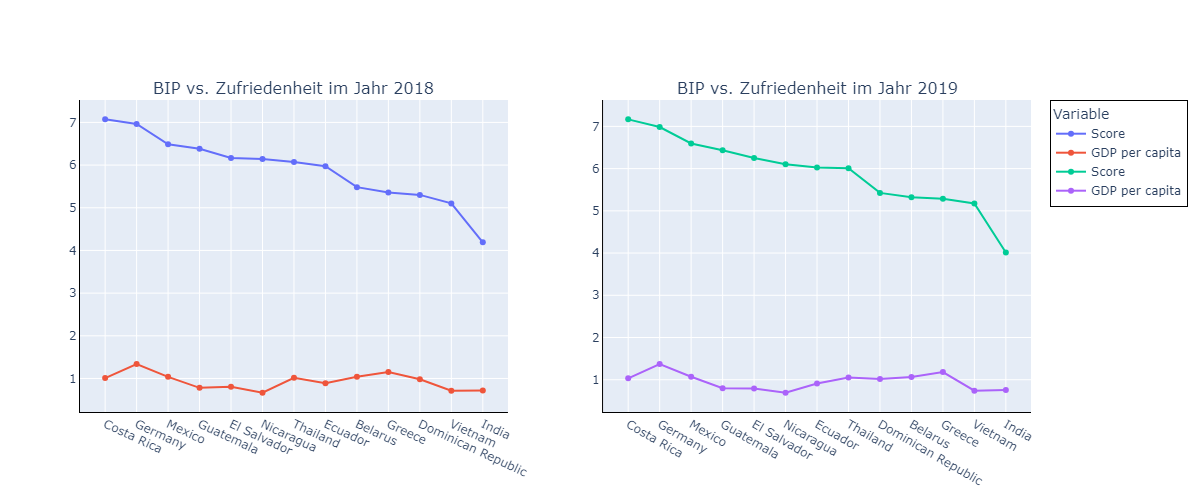 BIP vs. Zufriedenheit im Jahr 2018
7
6
5
4
3
2
1
Costa Rica
Germany
Mexico
Guatemala
El Salvador
Nicaragua
Thailand
Ecuador
Belarus
Greece
Dominican Republic
Vietnam
India
BIP vs. Zufriedenheit im Jahr 2019
7
6
5
4
3
2
1
Costa Rica
Germany
Mexico
Guatemala
El Salvador
Nicaragua
Ecuador
Thailand
Dominican Republic
Belarus
Greece
Vietnam
India
Variable
Score
GDP per capita
Score
GDP per capita